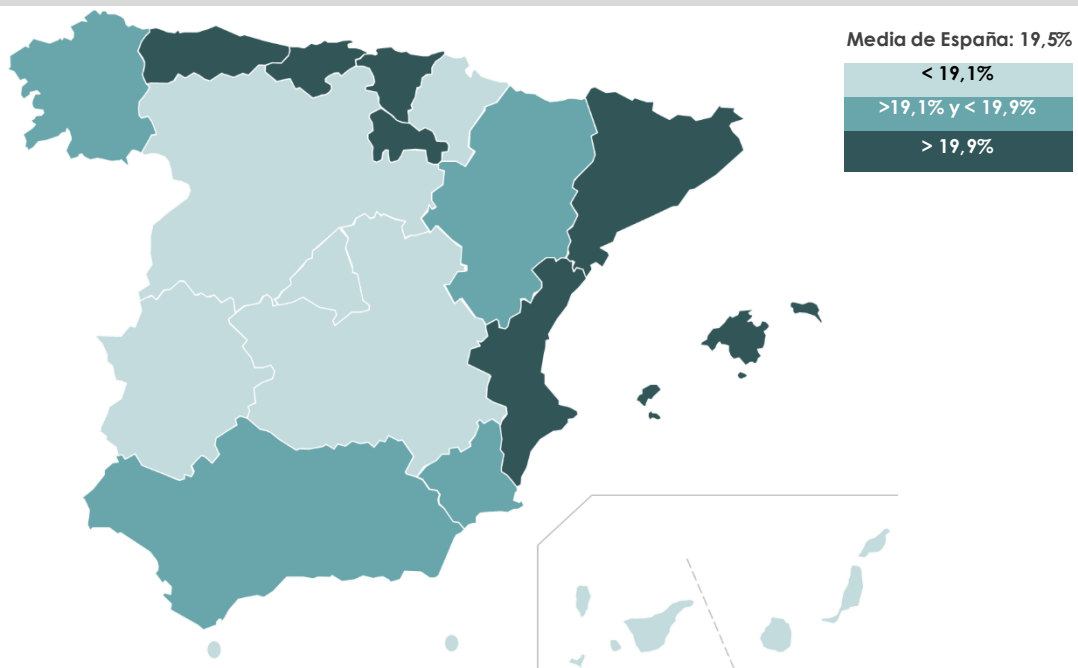 Media de España: 19,5%
< 19,1%
>19,1% y < 19,9%
> 19,9%